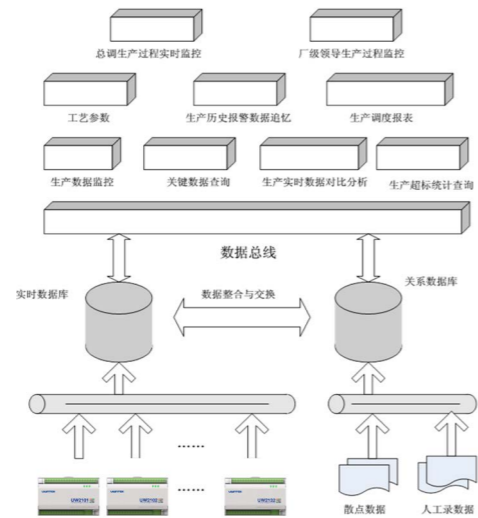 总调生产过程实时监控
厂级领导生产过程监控
工艺参数
生产历史报警数据追忆
生产调度报表
生产数据监控
关键数据查询
生产实时数据对比分析
生产超标统计查询
数据总线
实时数据库
数据整合与交换
关系数据库
……
……
UW2101
UW2102
散点数据
人工录数据